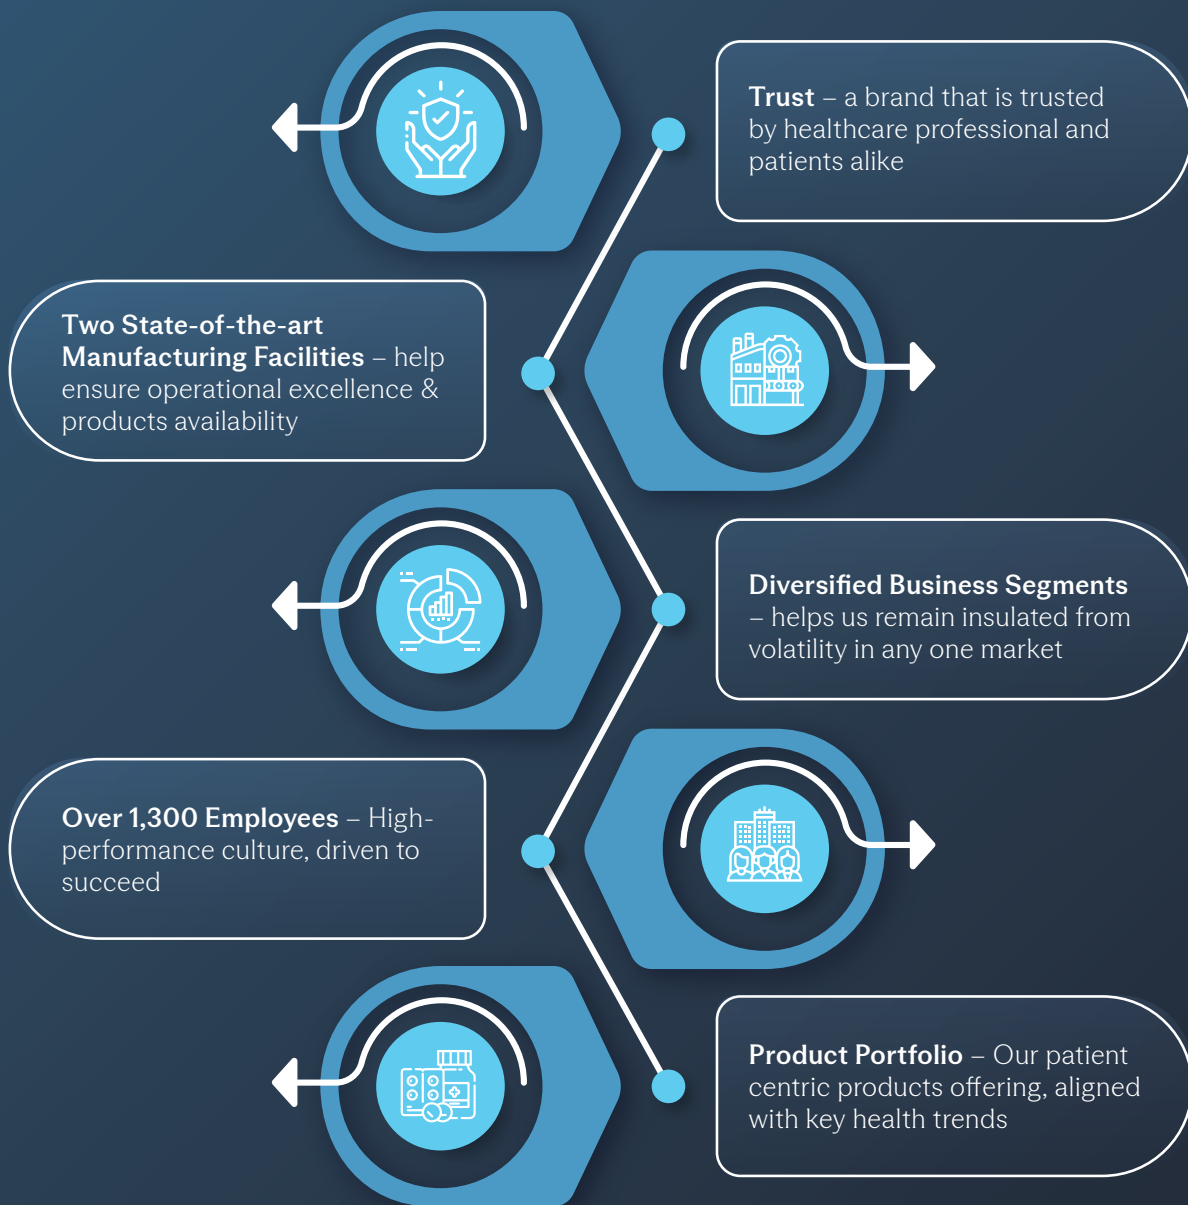 Trust – a brand that is trusted
by healthcare professional and
patients alike
Two State-of-the-art
Manufacturing Facilities – help
ensure operational excellence &
products availability
Diversified Business Segments
– helps us remain insulated from
volatility in any one market
Over 1,300 Employees – High-
performance culture, driven to
succeed
Product Portfolio – Our patient
centric products offering, aligned
with key health trends